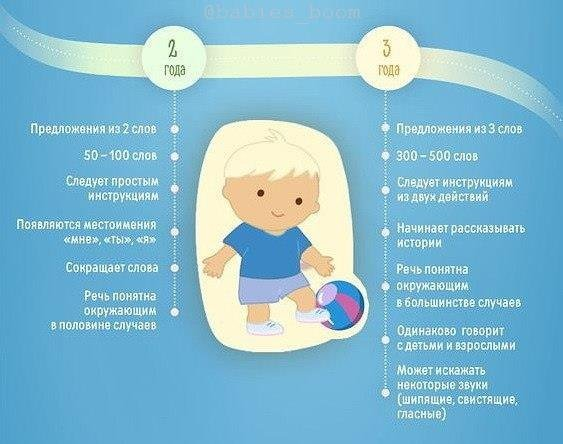 @babies_boom
2
года
Предложения из 2 слов
50 – 100 слов
Следует простым
инструкциям
Появляются местоимения
«мне», «ты», «я»
Сокращает слова
Речь понятна
окружающим
в половине случаев
3
года
Предложения из 3 слов
300 – 500 слов
Следует инструкциям
из двух действий
Начинает рассказывать
истории
Речь понятна
окружающим
в большинстве случаев
Одинаково говорит
с детьми и взрослыми
Может искажать
некоторые звуки
(шипящие, свистящие,
гласные)